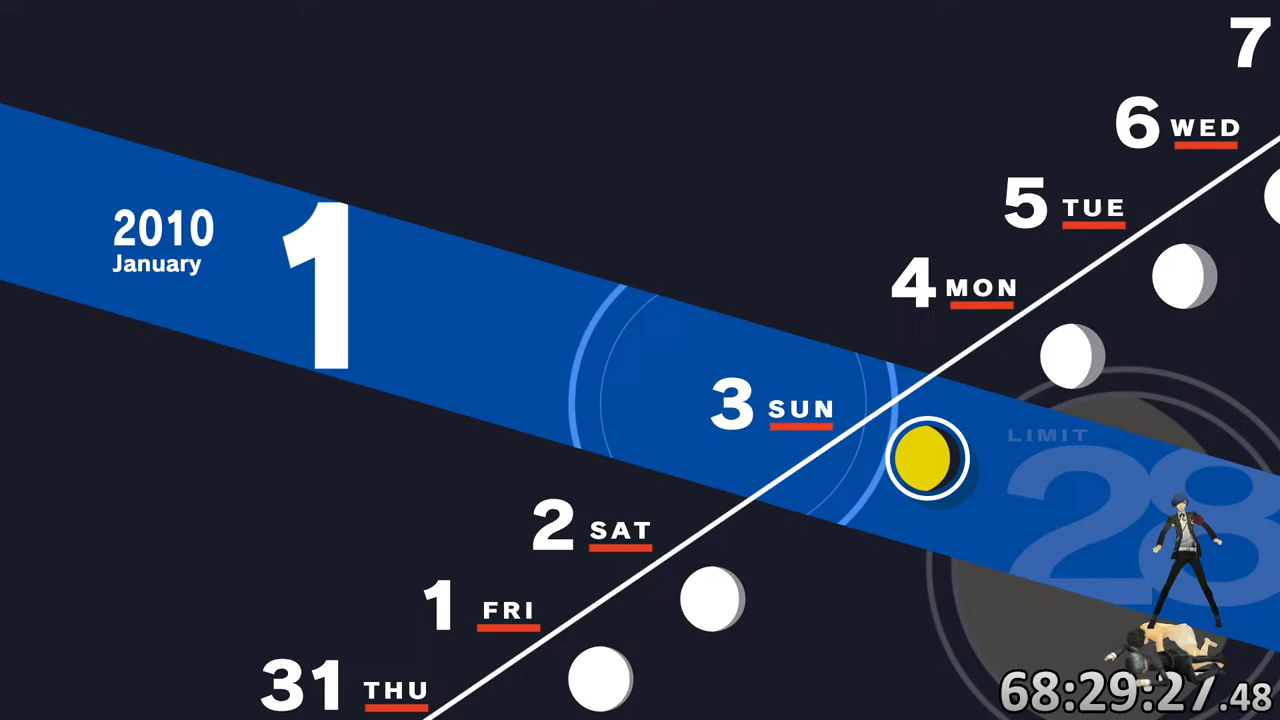 7
6 WED
5 TUE
2010
January
1
4 MON
3 SUN
LIMIT
28
2 SAT
1 FRI
31 THU
68:29:27.48